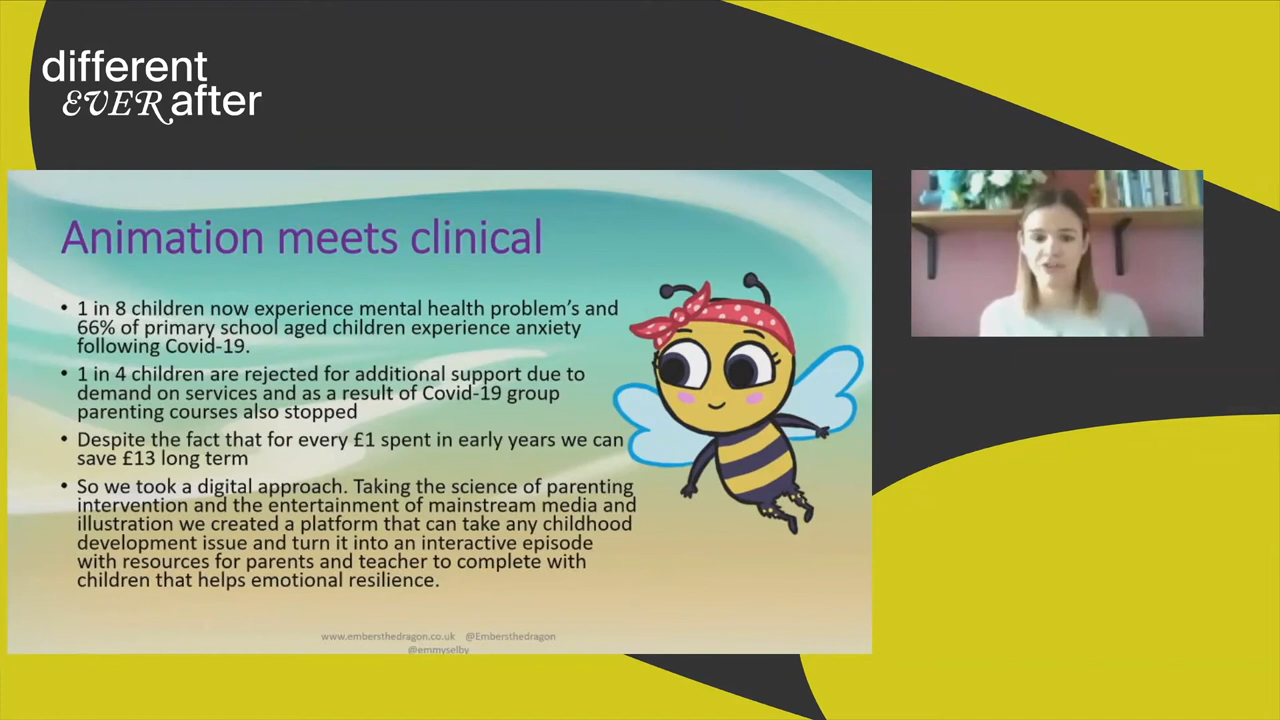 different
EVER after
Animation meets clinical
• 1 in 8 children now experience mental health problem's and
66% of primary school aged children experience anxiety
following Covid-19.
• 1 in 4 children are rejected for additional support due to
demand on services and as a result of Covid-19 group
parenting courses also stopped
• Despite the fact that for every £1 spent in early years we can
save £13 long term
• So we took a digital approach. Taking the science of parenting
intervention and the entertainment of mainstream media and
illustration we created a platform that can take any childhood
development issue and turn it into an interactive episode
with resources for parents and teacher to complete with
children that helps emotional resilience.
www.embersthedragon.co.uk @Embersthedragon
@emmyselby